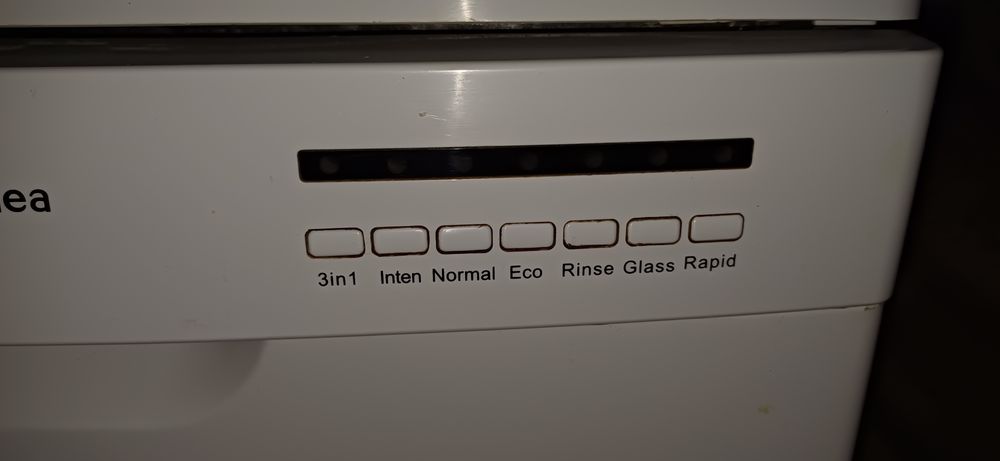 ea
3in1 Inten Normal Eco Rinse Glass Rapid